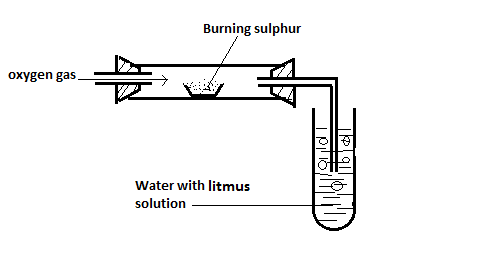 Burning sulphur
oxygen gas
Water with litmus
solution